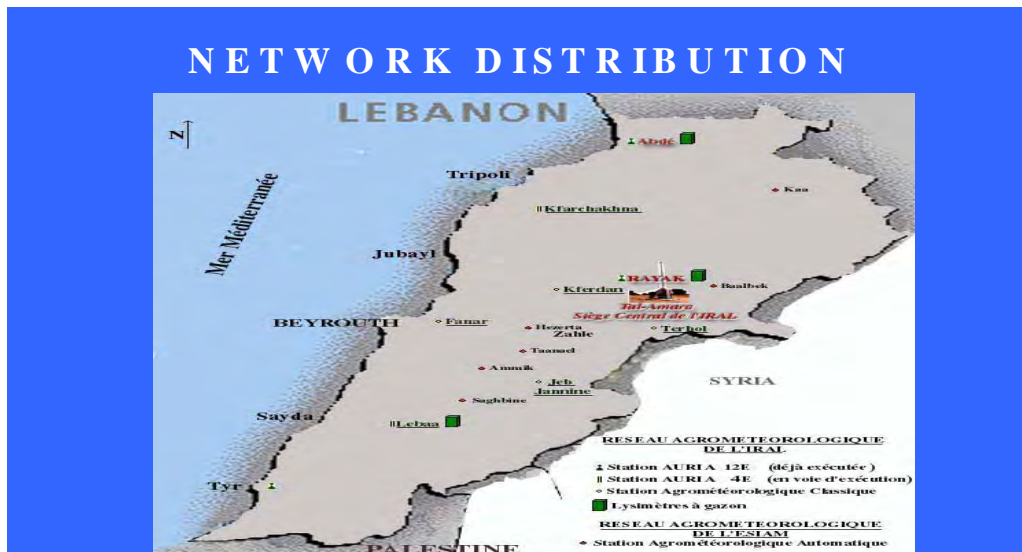 NETWORK DISTRIBUTION
LEBANON
N
Abdé
Tripoli
Kaa
Mer Méditerranée
Kfarchakhna
Jubayl
RAYAK
Kferdan
Baalbek
Tal-Amara
Siège Central de l'IRAL
BEYROUTH
Fanar
Hezerta
Zahle
Terbol
Taanael
Ammik
Jeb
Jannine
SYRIA
Saghbine
Sayda
Lebaa
RESEAU AGROMETEOROLOGIQUE
DE L'IRAL
Station AURIA 12E (déjà exécutée)
Station AURIA 4E (en voie d'exécution)
Station Agrométéorologique Classique
Lysimètres à gazon
Tyr
RESEAU AGROMETEOROLOGIQUE
DE L'ESIAM
Station Agrométéorologique Automatique
PALESTINE